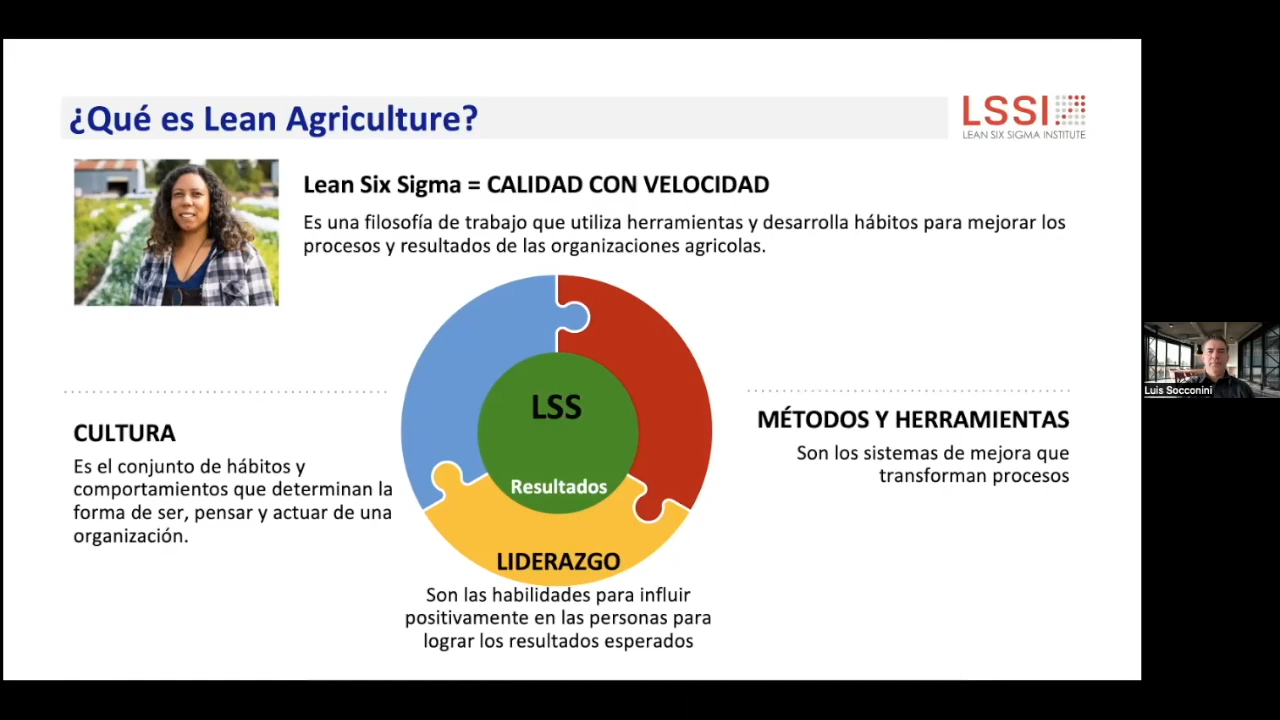 ¿Qué es Lean Agriculture?
LSSI
LEAN SIX SIGMA INSTITUTE
Lean Six Sigma = CALIDAD CON VELOCIDAD
Es una filosofía de trabajo que utiliza herramientas y desarrolla hábitos para mejorar los
procesos y resultados de las organizaciones agricolas.
CULTURA
Es el conjunto de hábitos y
comportamientos que determinan la
forma de ser, pensar y actuar de una
organización.
LSS
Resultados
LIDERAZGO
Son las habilidades para influir
positivamente en las personas para
lograr los resultados esperados
MÉTODOS Y HERRAMIENTAS
Son los sistemas de mejora que
transforman procesos
Luis Socconini